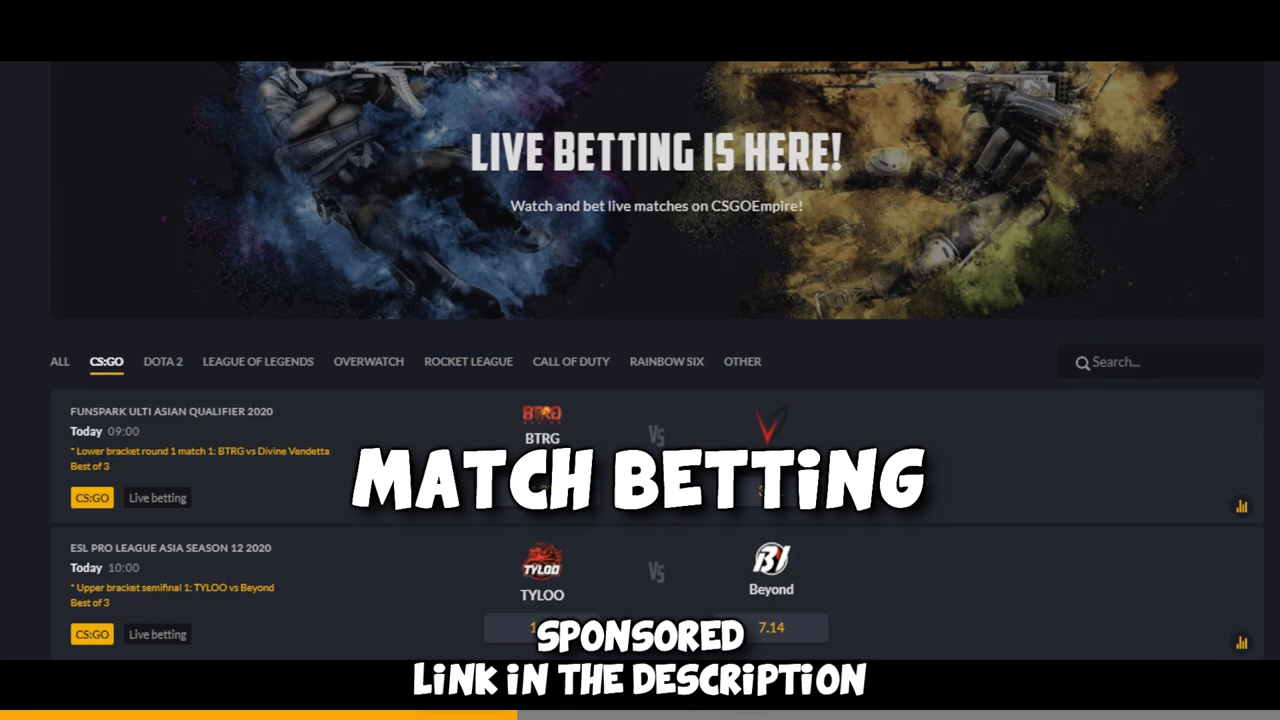 LIVE BETTING IS HERE!
Watch and bet live matches on CSGOEmpire!
ALL CS:GO DOTA 2 LEAGUE OF LEGENDS OVERWATCH ROCKET LEAGUE CALL OF DUTY RAINBOW SIX OTHER Search...
FUNSPARK ULTI ASIAN QUALIFIER 2020
Today 09:00
* Lower bracket round 1 match 1: BTRG vs Divine Vendetta
Best of 3
CS:GO Live betting
BTRG
BTRG
VS
MATCH BETTING
ESL PRO LEAGUE ASIA SEASON 12 2020
Today 10:00
* Upper bracket semifinal 1: TYLOO vs Beyond
Best of 3
CS:GO Live betting
TYLOO
TYLOO
VS
Beyond
7.14
SPONSORED
LINK IN THE DESCRIPTION